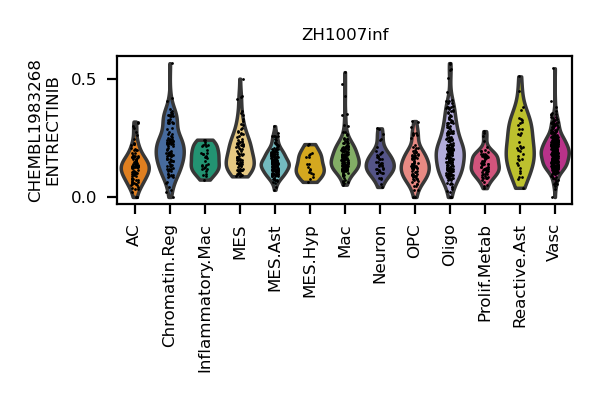 ZH1007inf
CHEMBL1983268
ENTRECTINIB
0.5
0.0
AC
Chromatin.Reg
Inflammatory.Mac
MES
MES.Ast
MES.Hyp
Mac
Neuron
OPC
Oligo
Prolif.Metab
Reactive.Ast
Vasc